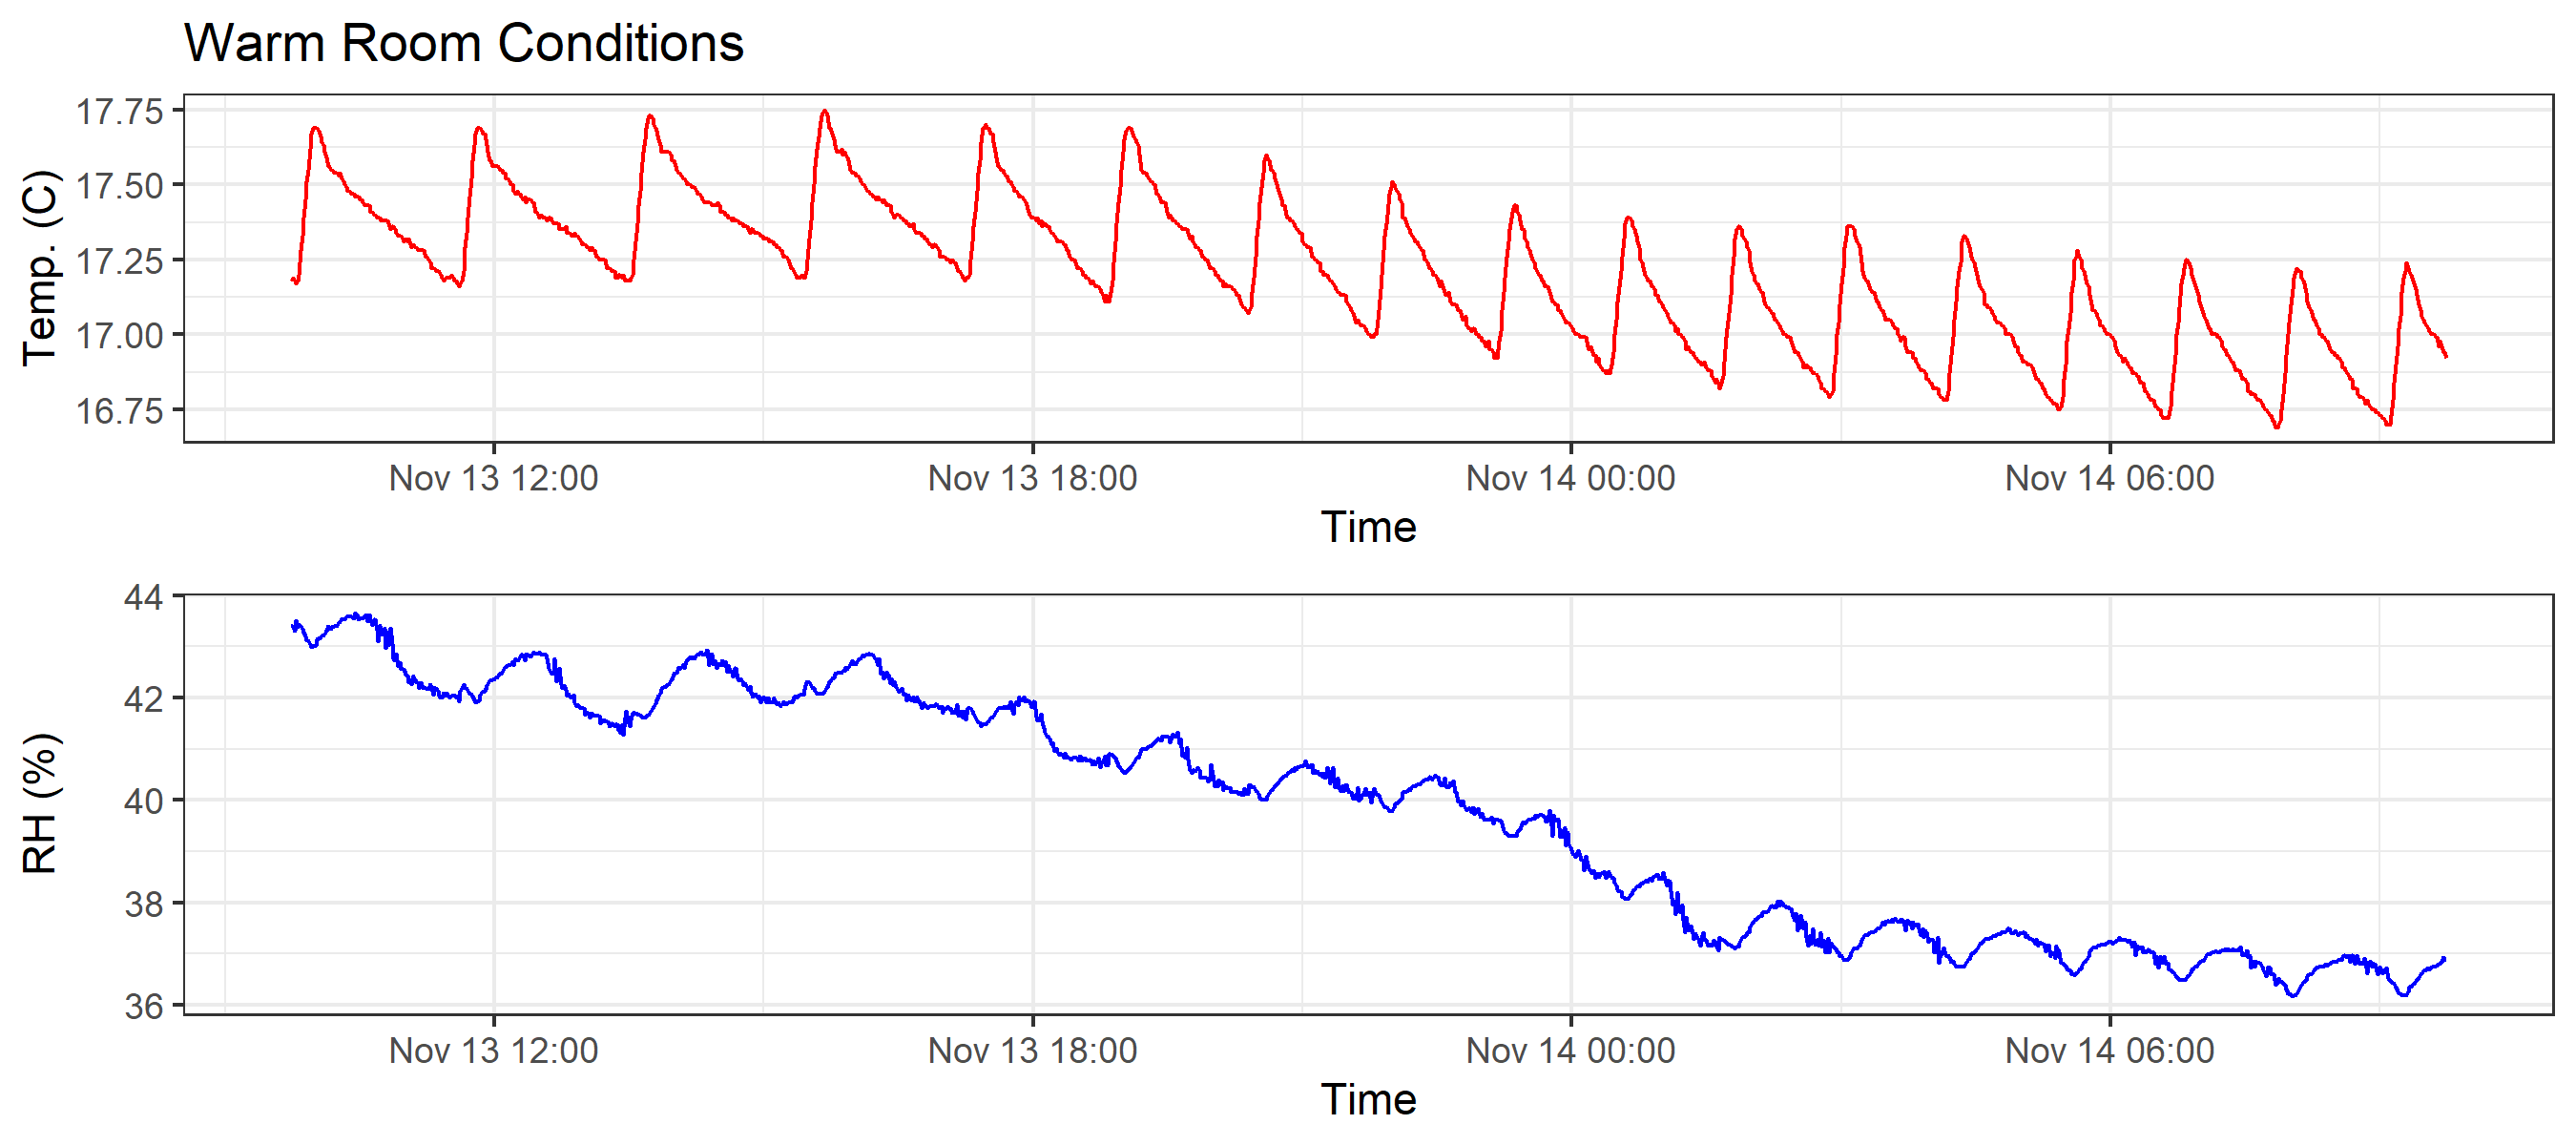 Warm Room Conditions
Temp. (C)
17.75
17.50
17.25
17.00
16.75
Nov 13 12:00 Nov 13 18:00 Nov 14 00:00 Nov 14 06:00
Time
RH (%)
44
42
40
38
36
Nov 13 12:00 Nov 13 18:00 Nov 14 00:00 Nov 14 06:00
Time